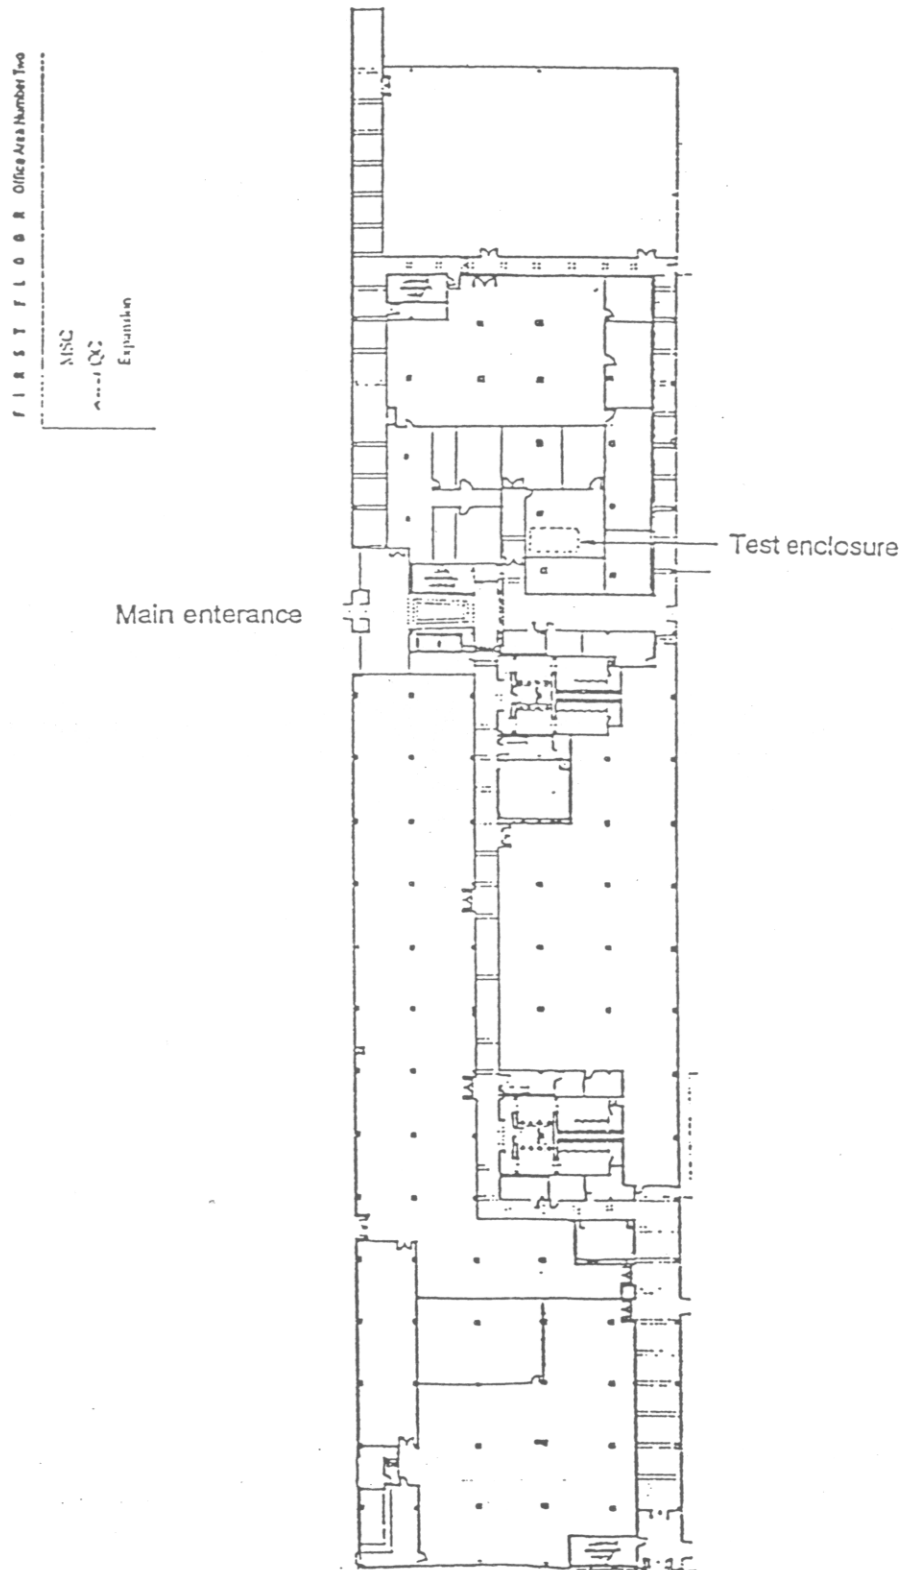 FIRST FLOOR Office Area Number Two
MSC
QC
Expansion
Test enclosure
Main enterance